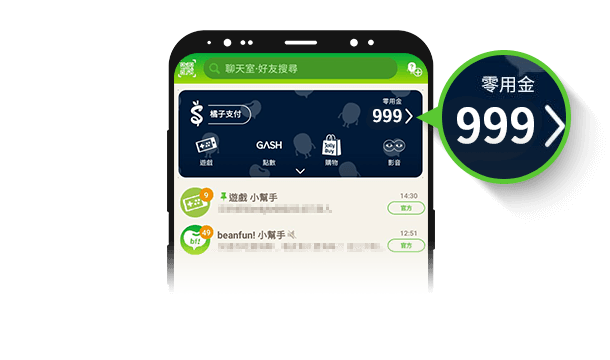 聊天室‧好友搜尋
橘子支付
零用金
999
遊戲
GASH
點數
Jolly Buy
購物
影音
9
遊戲 小幫手
14:30
官方
49
bf!
beanfun! 小幫手
12:51
官方
零用金
999